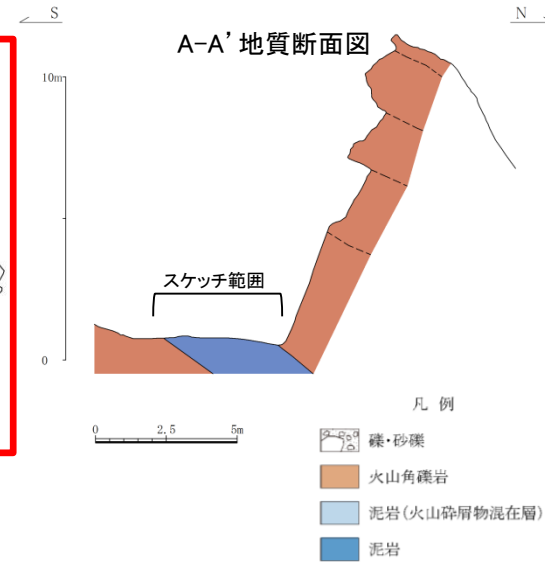 S
N
A-A’ 地質断面図
10m
スケッチ範囲
0
0 2.5 5m
凡 例
礫・砂礫
火山角礫岩
泥岩(火山砕屑物混在層)
泥岩